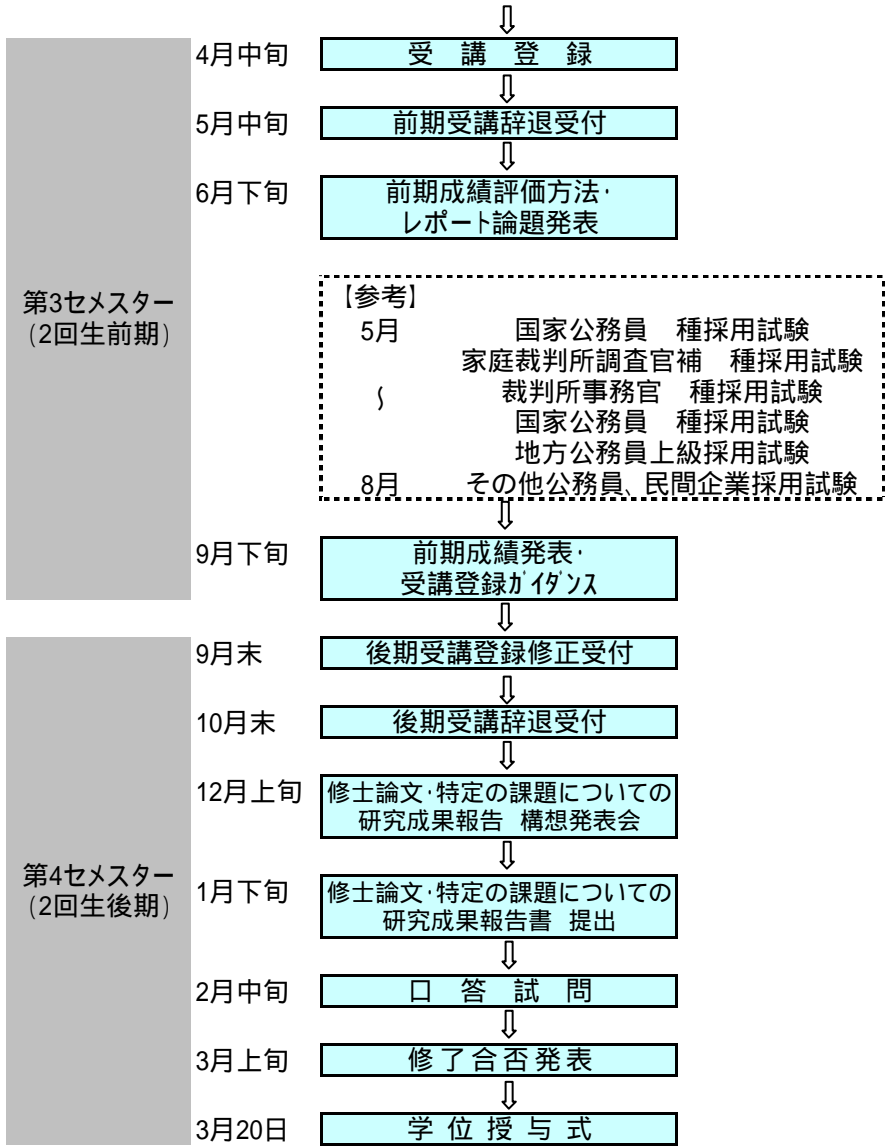 4月中旬 受講登録
5月中旬 前期受講辞退受付
6月下旬 前期成績評価方法・
レポート論題発表
第3セメスター
(2回生前期)
【参考】
5月 国家公務員　種採用試験
家庭裁判所調査官補　種採用試験
～ 裁判所事務官　種採用試験
国家公務員　種採用試験
地方公務員上級採用試験
8月 その他公務員、民間企業採用試験
9月下旬 前期成績発表・
受講登録ｶﾞｲﾀﾞﾝｽ
9月末 後期受講登録修正受付
10月末 後期受講辞退受付
12月上旬 修士論文・特定の課題についての
研究成果報告 構想発表会
第4セメスター
(2回生後期)
1月下旬 修士論文・特定の課題についての
研究成果報告書 提出
2月中旬 口答試問
3月上旬 修了合否発表
3月20日 学位授与式